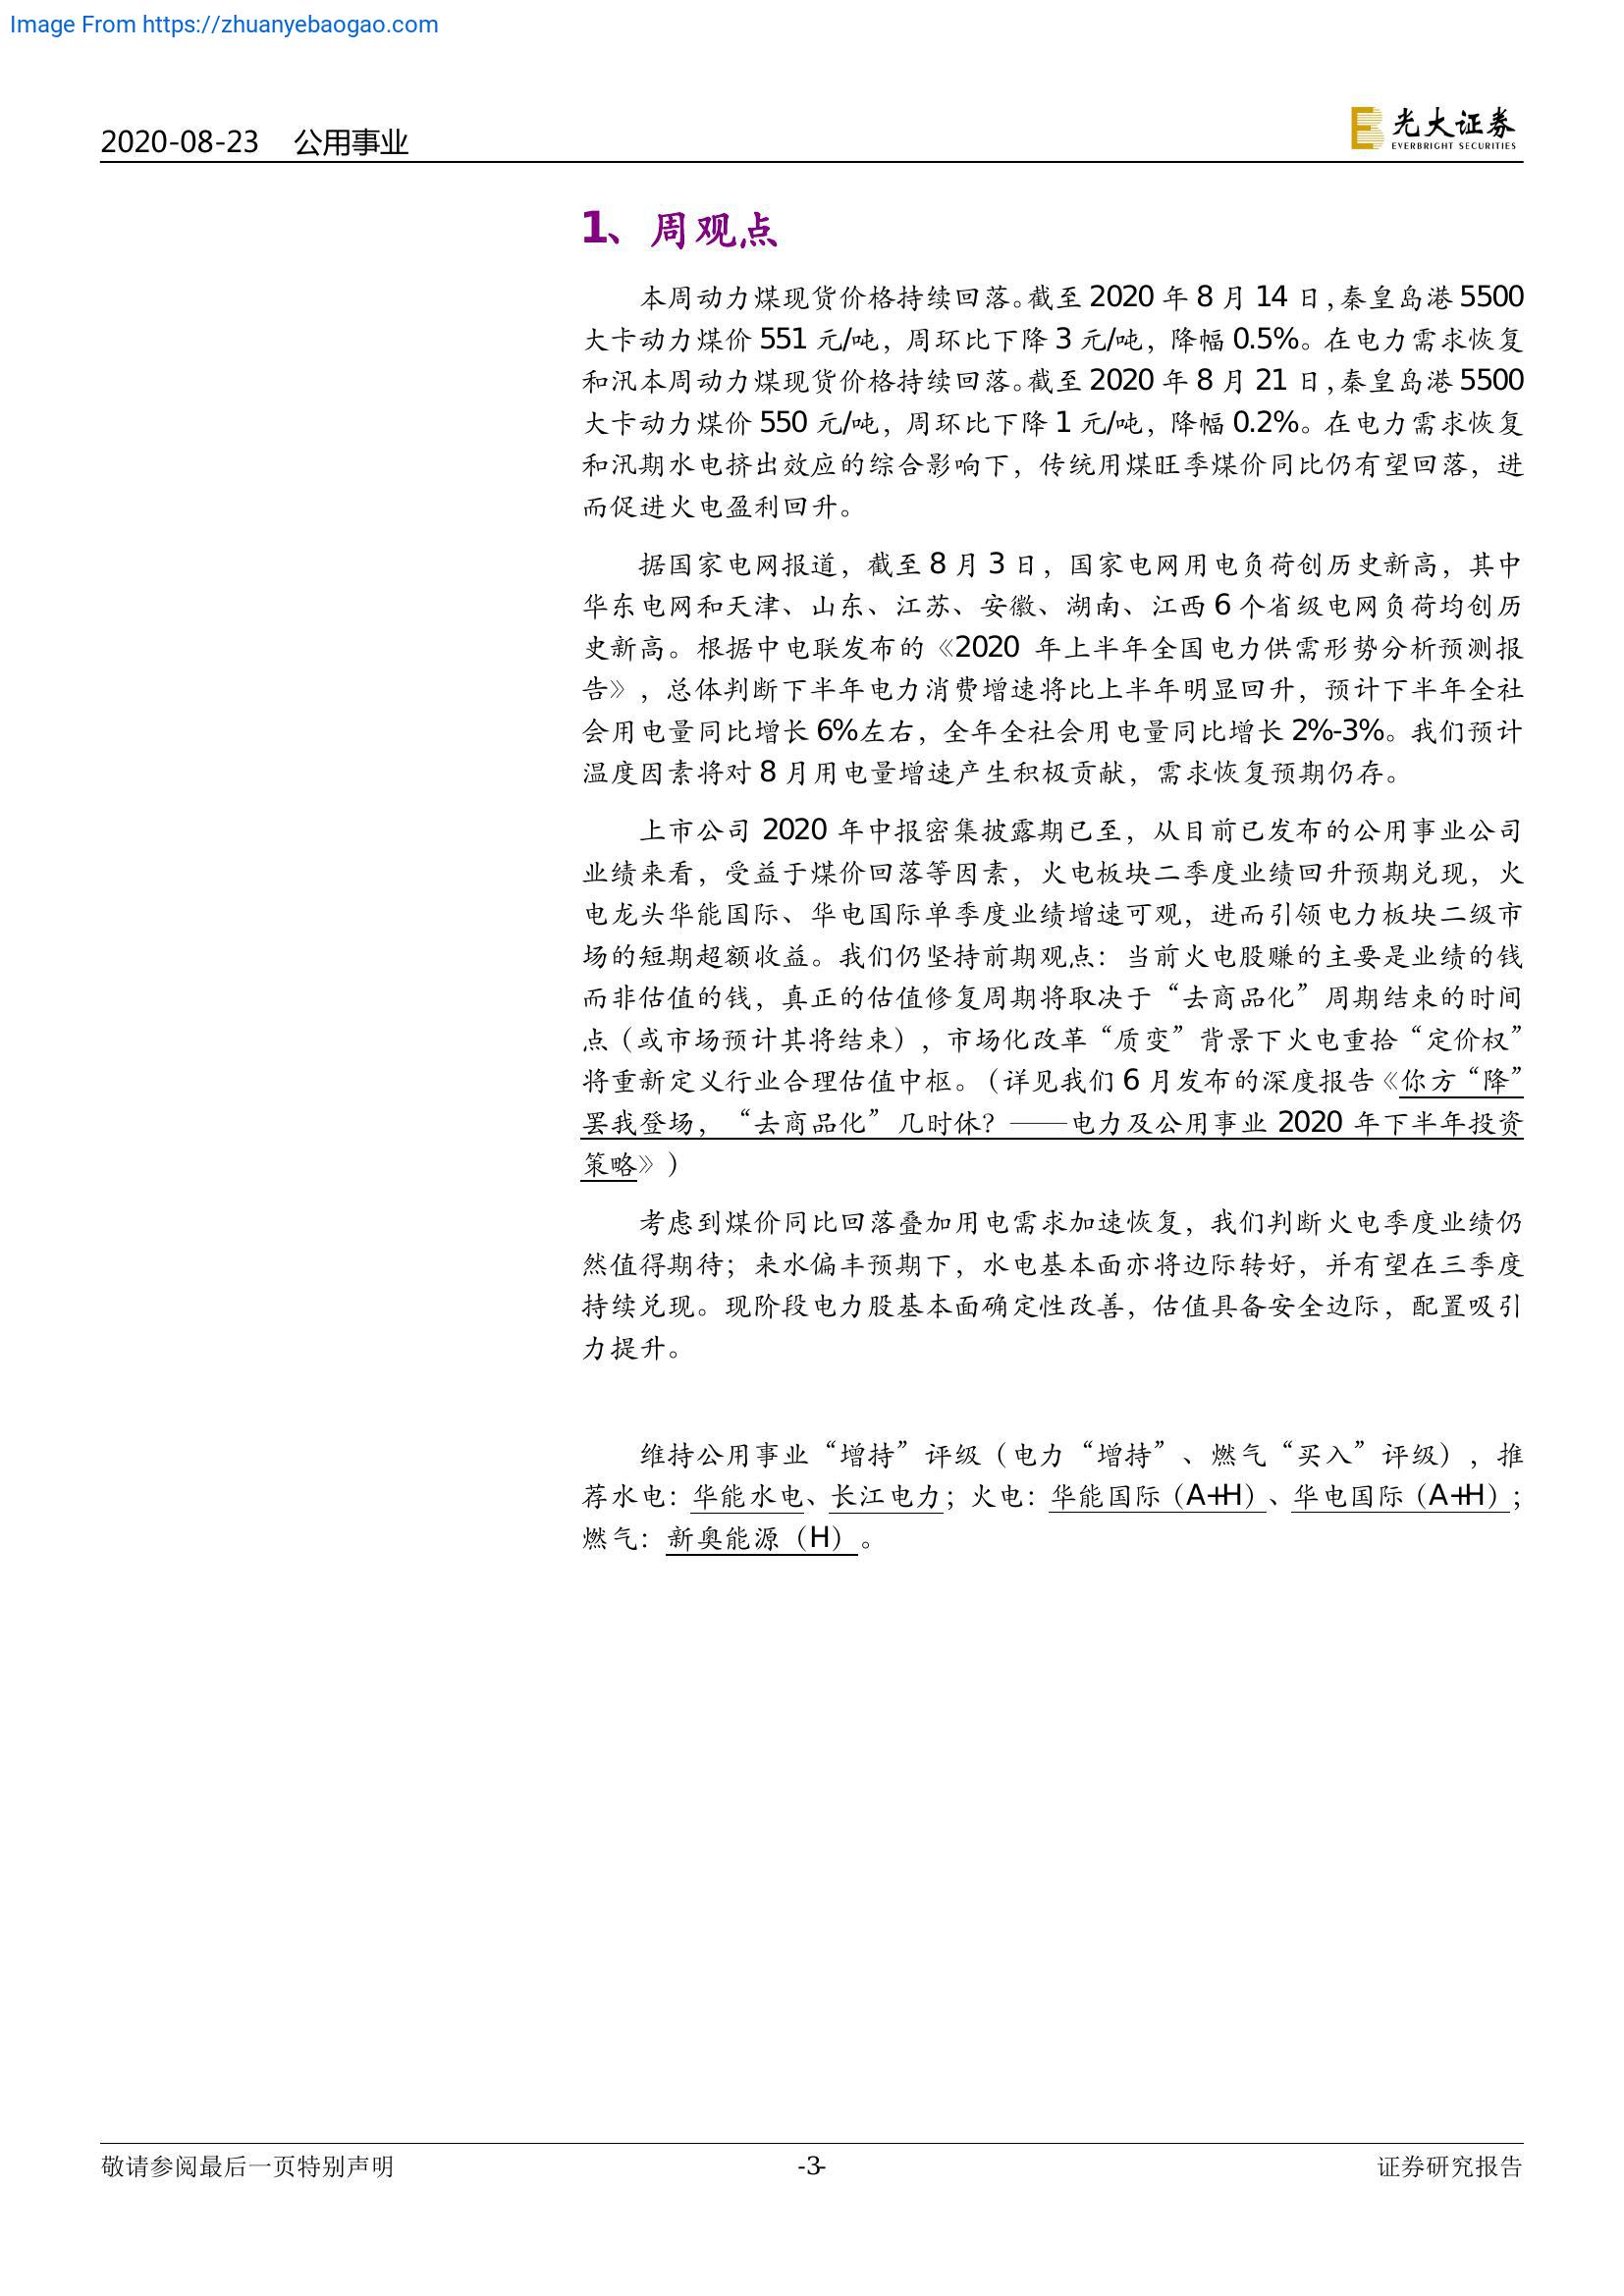 Image From https://zhuanyebaogao.com
2020-08-23 公用事业
光大证券
EVERBRIGHT SECURITIES
1、周观点
本周动力煤现货价格持续回落。截至 2020 年 8 月 14 日，秦皇岛港 5500
大卡动力煤价 551 元/吨，周环比下降 3 元/吨，降幅 0.5%。在电力需求恢复
和汛本周动力煤现货价格持续回落。截至 2020 年 8 月 21 日，秦皇岛港 5500
大卡动力煤价 550 元/吨，周环比下降 1 元/吨，降幅 0.2%。在电力需求恢复
和汛期水电挤出效应的综合影响下，传统用煤旺季煤价同比仍有望回落，进
而促进火电盈利回升。
据国家电网报道，截至 8 月 3 日，国家电网用电负荷创历史新高，其中
华东电网和天津、山东、江苏、安徽、湖南、江西 6 个省级电网负荷均创历
史新高。根据中电联发布的《2020 年上半年全国电力供需形势分析预测报
告》，总体判断下半年电力消费增速将比上半年明显回升，预计下半年全社
会用电量同比增长 6%左右，全年全社会用电量同比增长 2%-3%。我们预计
温度因素将对 8 月用电量增速产生积极贡献，需求恢复预期仍存。
上市公司 2020 年中报密集披露期已至，从目前已发布的公用事业公司
业绩来看，受益于煤价回落等因素，火电板块二季度业绩回升预期兑现，火
电龙头华能国际、华电国际单季度业绩增速可观，进而引领电力板块二级市
场的短期超额收益。我们仍坚持前期观点：当前火电股赚的主要是业绩的钱
而非估值的钱，真正的估值修复周期将取决于“去商品化”周期结束的时间
点（或市场预计其将结束），市场化改革“质变”背景下火电重拾“定价权”
将重新定义行业合理估值中枢。（详见我们 6 月发布的深度报告《你方“降”
罢我登场，“去商品化”几时休？——电力及公用事业 2020 年下半年投资
策略》）
考虑到煤价同比回落叠加用电需求加速恢复，我们判断火电季度业绩仍
然值得期待；来水偏丰预期下，水电基本面亦将边际转好，并有望在三季度
持续兑现。现阶段电力股基本面确定性改善，估值具备安全边际，配置吸引
力提升。
维持公用事业“增持”评级（电力“增持”、燃气“买入”评级），推
荐水电：华能水电、长江电力；火电：华能国际（A+H）、华电国际（A+H）；
燃气：新奥能源（H）。
敬请参阅最后一页特别声明 -3- 证券研究报告